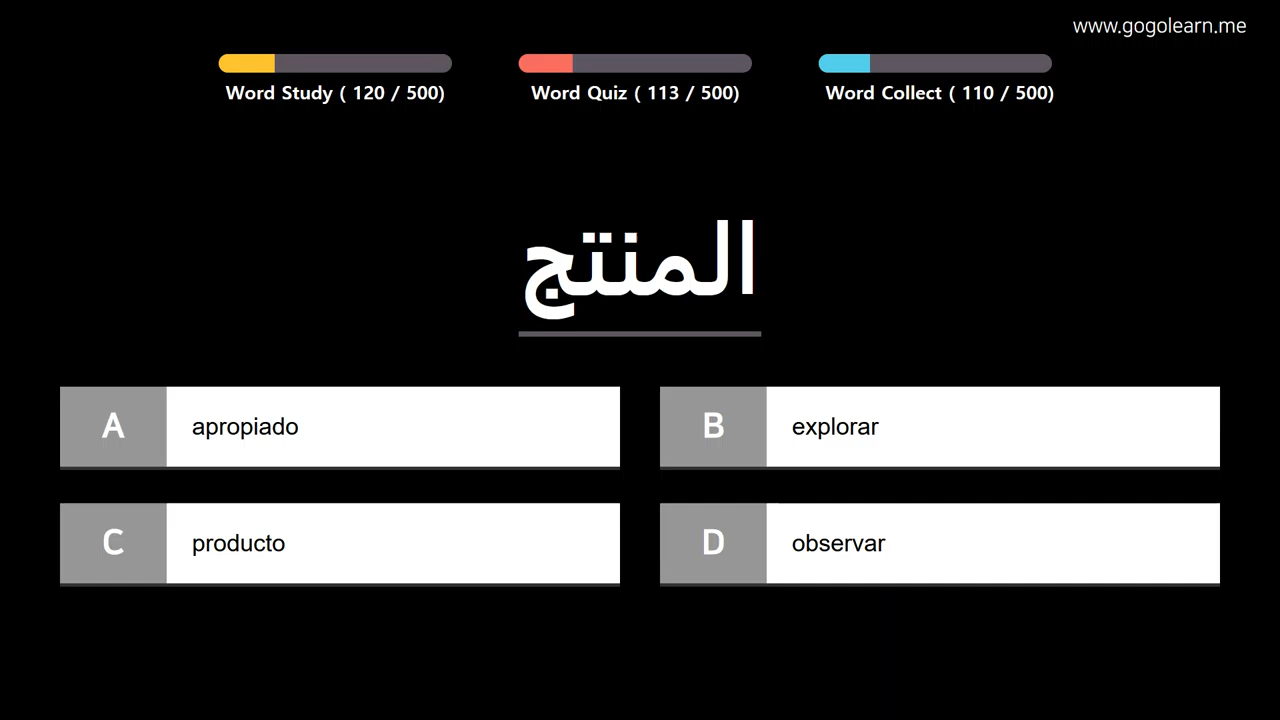 www.gogolearn.me
Word Study ( 120 / 500)
Word Quiz ( 113 / 500)
Word Collect ( 110 / 500)
المنتج
A apropiado
B explorar
C producto
D observar